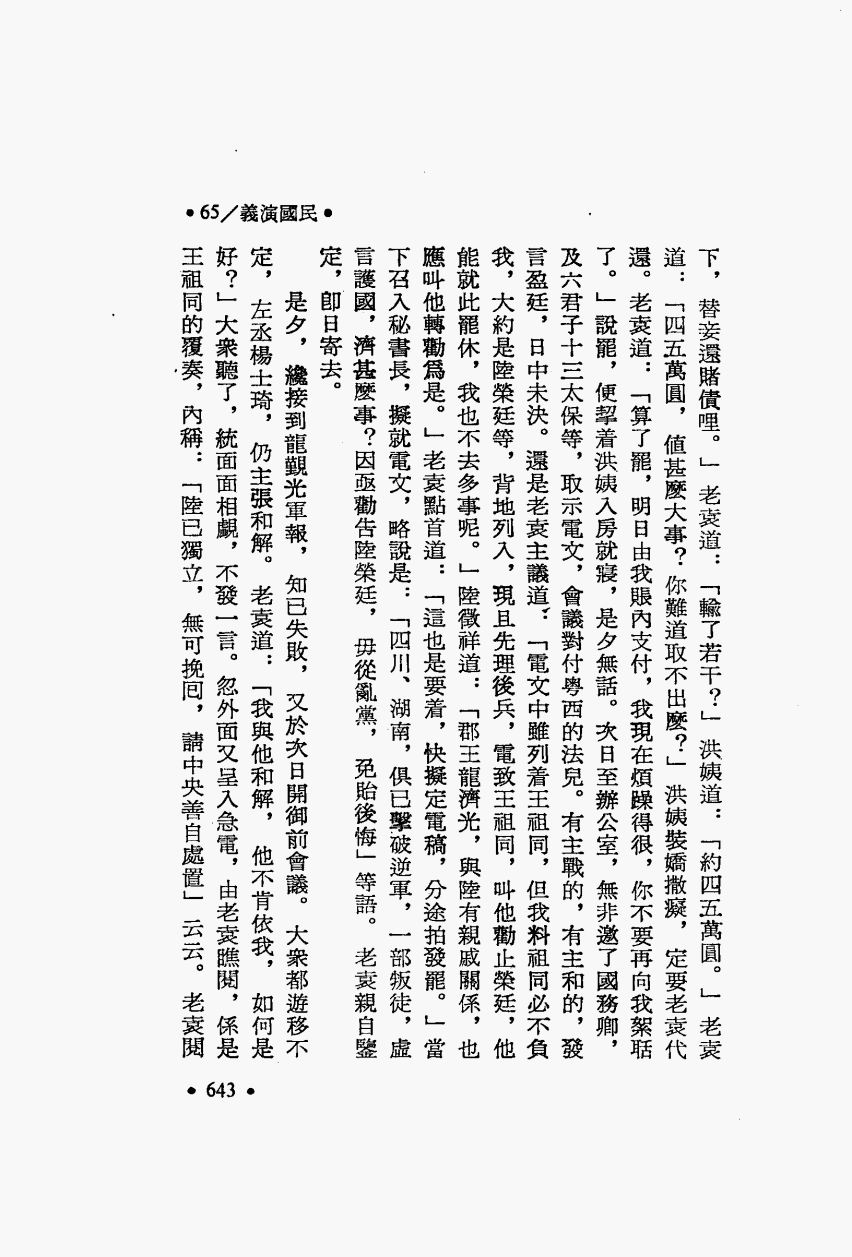 •65／義演國民•
下，替妾還賭債哩。」老袁道：「輸了若干？」洪姨道：「約四五萬圓。」老袁
道：「四五萬圓，值甚麼大事？你難道取不出麼？」洪姨裝嬌撒癡，定要老袁代
還。老袁道：「算了罷，明日由我賬內支付，我現在煩躁得很，你不要再向我絮聒
了。」說罷，便挈着洪姨入房就寢，是夕無話。次日至辦公室，無非邀了國務卿，
及六君子十三太保等，取示電文，會議對付粵西的法兒。有主戰的，有主和的，發
言盈廷，日中未決。還是老袁主議道：「電文中雖列着王祖同，但我料祖同必不負
我，大約是陸榮廷等，背地列入，現且先理後兵，電致王祖同，叫他勸止榮廷，他
能就此罷休，我也不去多事呢。」陸徵祥道：「郡王龍濟光，與陸有親戚關係，也
應叫他轉勸爲是。」老袁點首道：「這也是要着，快擬定電稿，分途拍發罷。」當
下召入秘書長，擬就電文，略說是：「四川、湖南，俱已擊破逆軍，一部叛徒，虛
言護國，濟甚麼事？因亟勸告陸榮廷，毋從亂黨，免貽後悔」等語。老袁親自鑒
定，卽日寄去。
是夕，纔接到龍覲光軍報，知已失敗，又於次日開御前會議。大衆都遊移不
定，左丞楊士琦，仍主張和解。老袁道：「我與他和解，他不肯依我，如何是
好？」大衆聽了，統面面相覷，不發一言。忽外面又呈入急電，由老袁瞧閱，係是
王祖同的覆奏，內稱：「陸已獨立，無可挽囘，請中央善自處置」云云。老袁閱
•643•